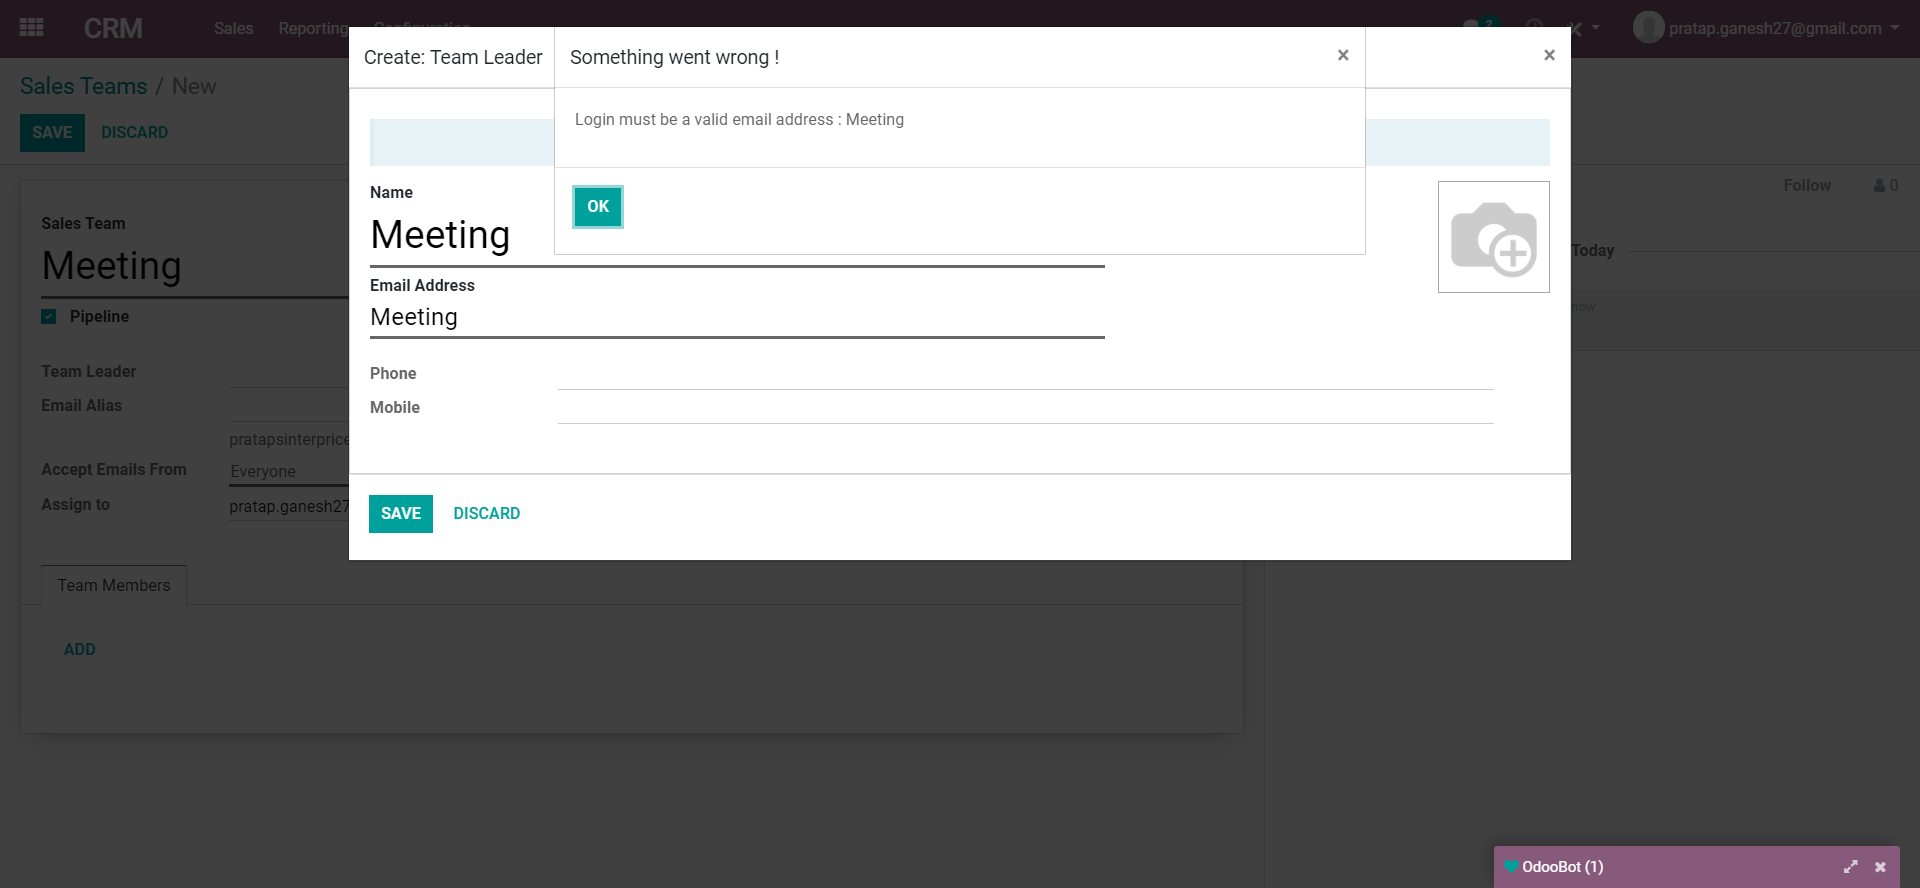 CRM
Sales
Reporting
Configuration
2
pratap.ganesh27@gmail.com
Sales Teams / New
SAVE
DISCARD
Create: Team Leader
×
Something went wrong !
×
Login must be a valid email address : Meeting
OK
Name
Meeting
Email Address
Meeting
Phone
Mobile
SAVE
DISCARD
Follow
0
Today
now
Sales Team
Meeting
Pipeline
Team Leader
Email Alias
pratapsinterprice
Accept Emails From
Everyone
Assign to
pratap.ganesh27
Team Members
ADD
OdooBot (1)